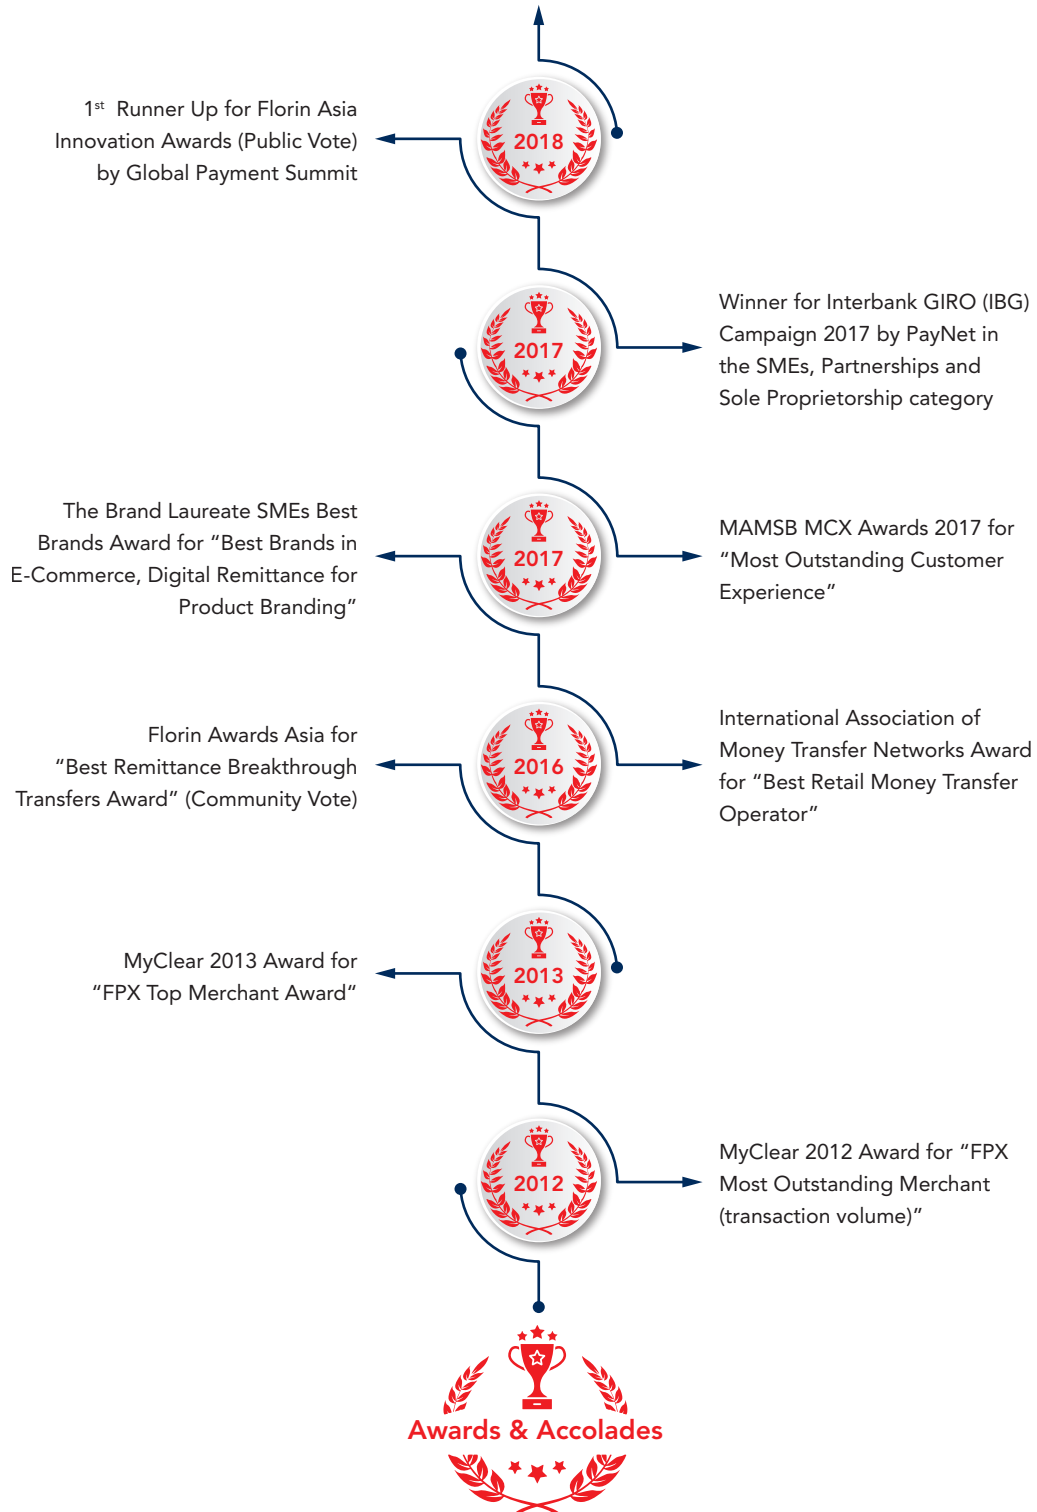 1st Runner Up for Florin Asia
Innovation Awards (Public Vote)
by Global Payment Summit
2018
2017
Winner for Interbank GIRO (IBG)
Campaign 2017 by PayNet in
the SMEs, Partnerships and
Sole Proprietorship category
The Brand Laureate SMEs Best
Brands Award for “Best Brands in
E-Commerce, Digital Remittance for
Product Branding”
2017
MAMSB MCX Awards 2017 for
“Most Outstanding Customer
Experience”
Florin Awards Asia for
“Best Remittance Breakthrough
Transfers Award” (Community Vote)
2016
International Association of
Money Transfer Networks Award
for “Best Retail Money Transfer
Operator”
MyClear 2013 Award for
“FPX Top Merchant Award“
2013
2012
MyClear 2012 Award for “FPX
Most Outstanding Merchant
(transaction volume)”
Awards & Accolades